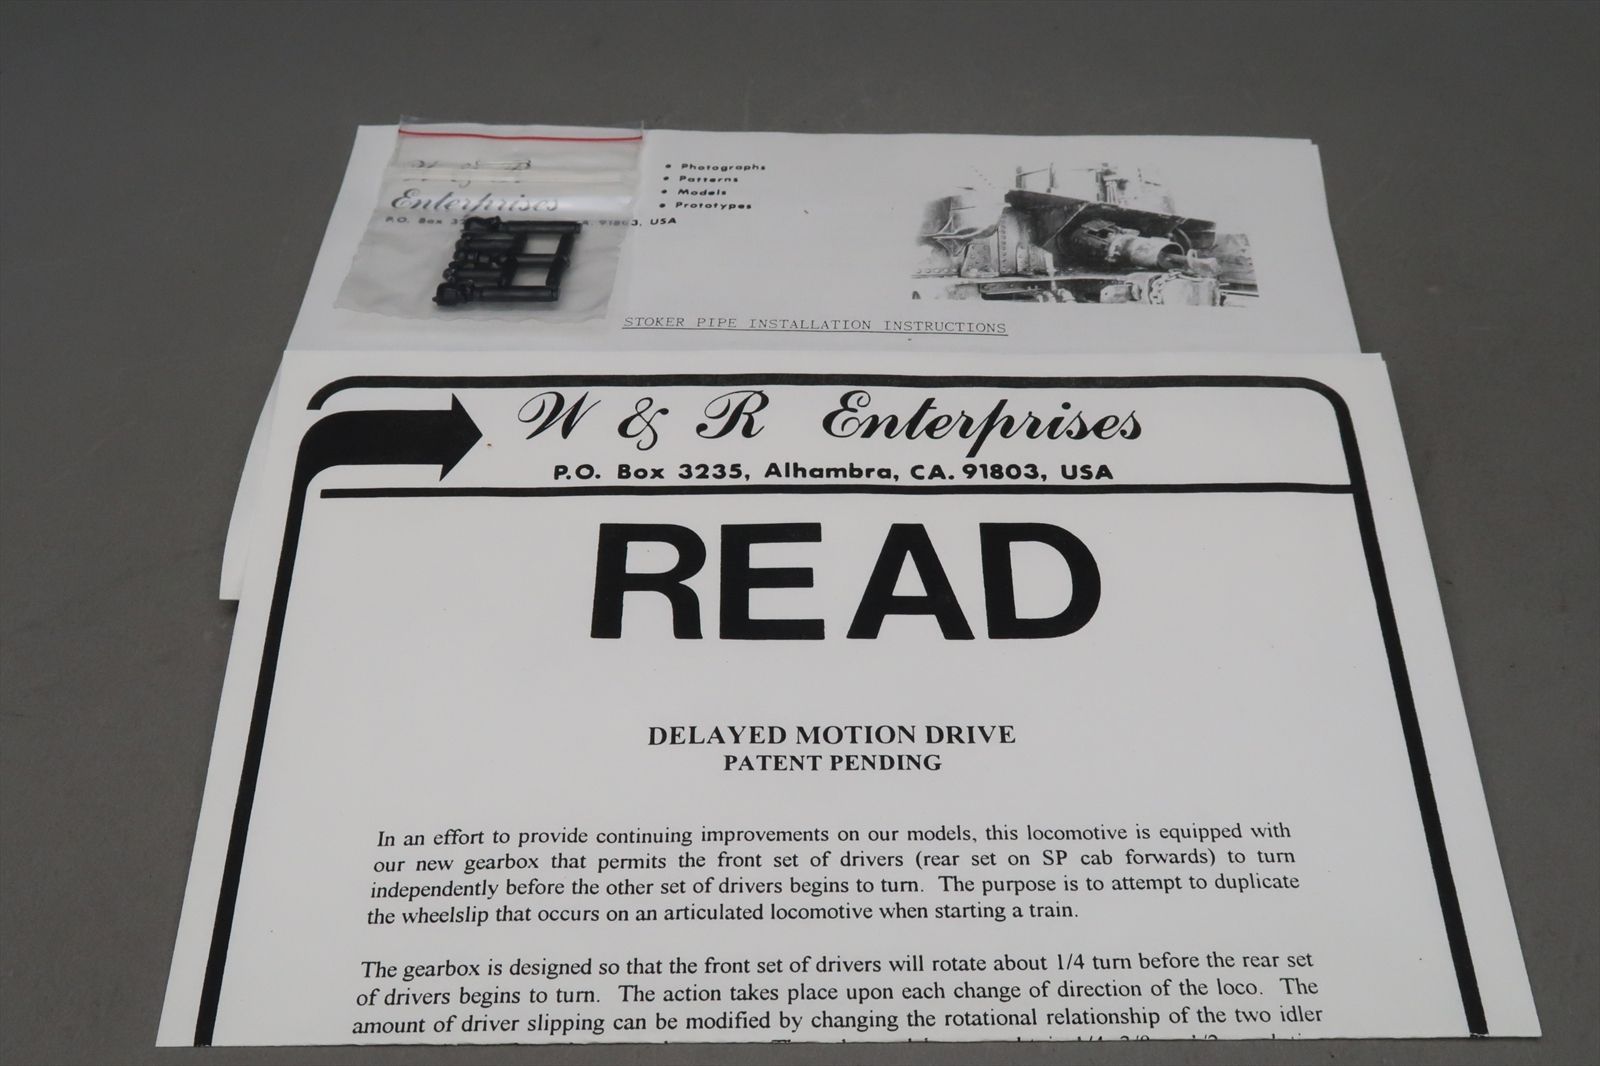 Enterprises
P.O. Box 3
A. 91803, USA
• Photographs
• Patterns
• Models
• Prototypes
STOKER PIPE INSTALLATION INSTRUCTIONS
W & R Enterprises
P.O. Box 3235, Alhambra, CA. 91803, USA
READ
DELAYED MOTION DRIVE
PATENT PENDING
In an effort to provide continuing improvements on our models, this locomotive is equipped with
our new gearbox that permits the front set of drivers (rear set on SP cab forwards) to turn
independently before the other set of drivers begins to turn. The purpose is to attempt to duplicate
the wheelslip that occurs on an articulated locomotive when starting a train.
The gearbox is designed so that the front set of drivers will rotate about 1/4 turn before the rear set
of drivers begins to turn. The action takes place upon each change of direction of the loco. The
amount of driver slipping can be modified by changing the rotational relationship of the two idler